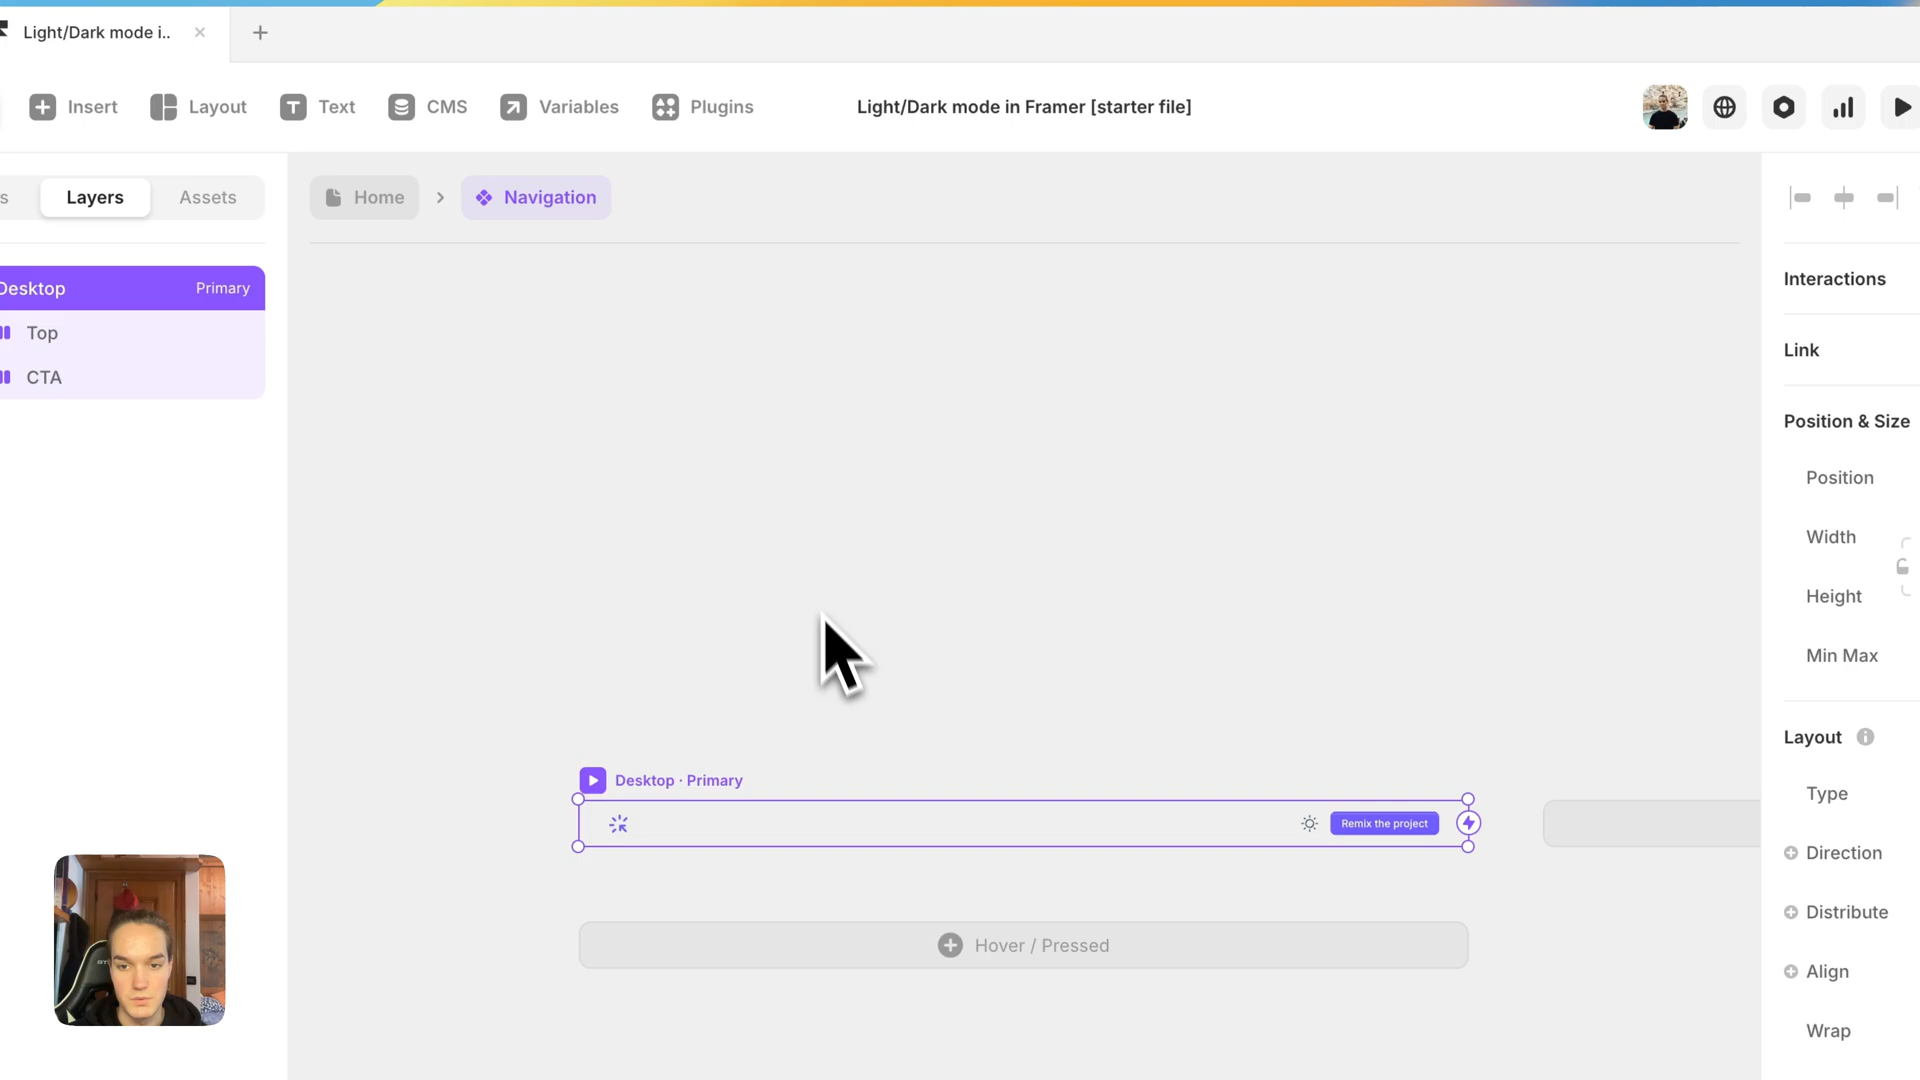 Light/Dark mode i..
Insert
Layout
Text
CMS
Variables
Plugins
Light/Dark mode in Framer [starter file]
s
Layers
Assets
Home
Navigation
Desktop
Primary
Top
CTA
Desktop · Primary
Remix the project
Hover / Pressed
Interactions
Link
Position & Size
Position
Width
Height
Min Max
Layout
Type
Direction
Distribute
Align
Wrap